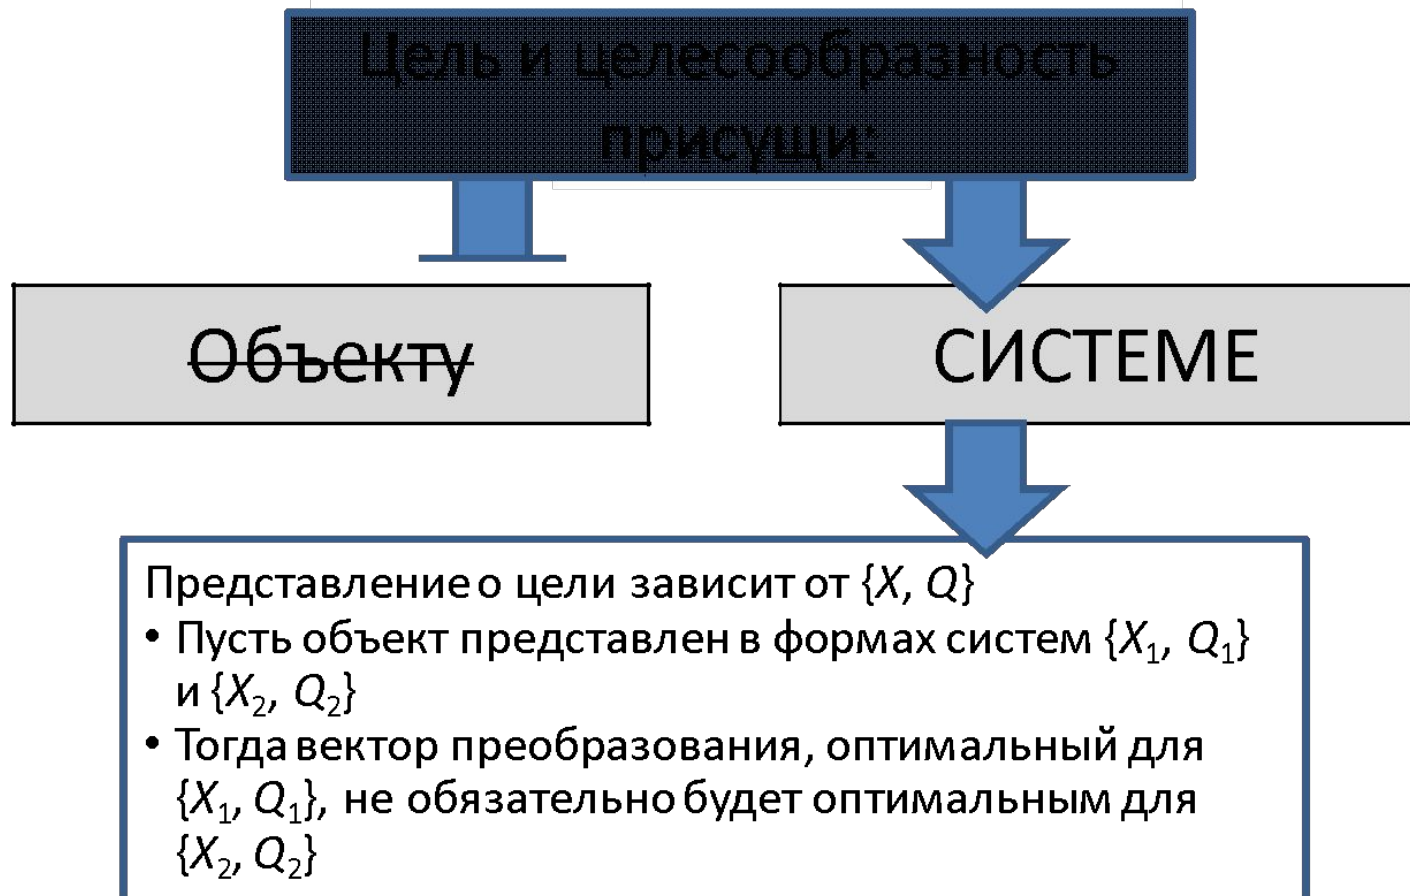 Цель и целесообразность
присущи:
Объекту
СИСТЕМЕ
Представление о цели зависит от {X, Q}
• Пусть объект представлен в формах систем {X₁, Q₁}
и {X₂, Q₂}
• Тогда вектор преобразования, оптимальный для
{X₁, Q₁}, не обязательно будет оптимальным для
{X₂, Q₂}